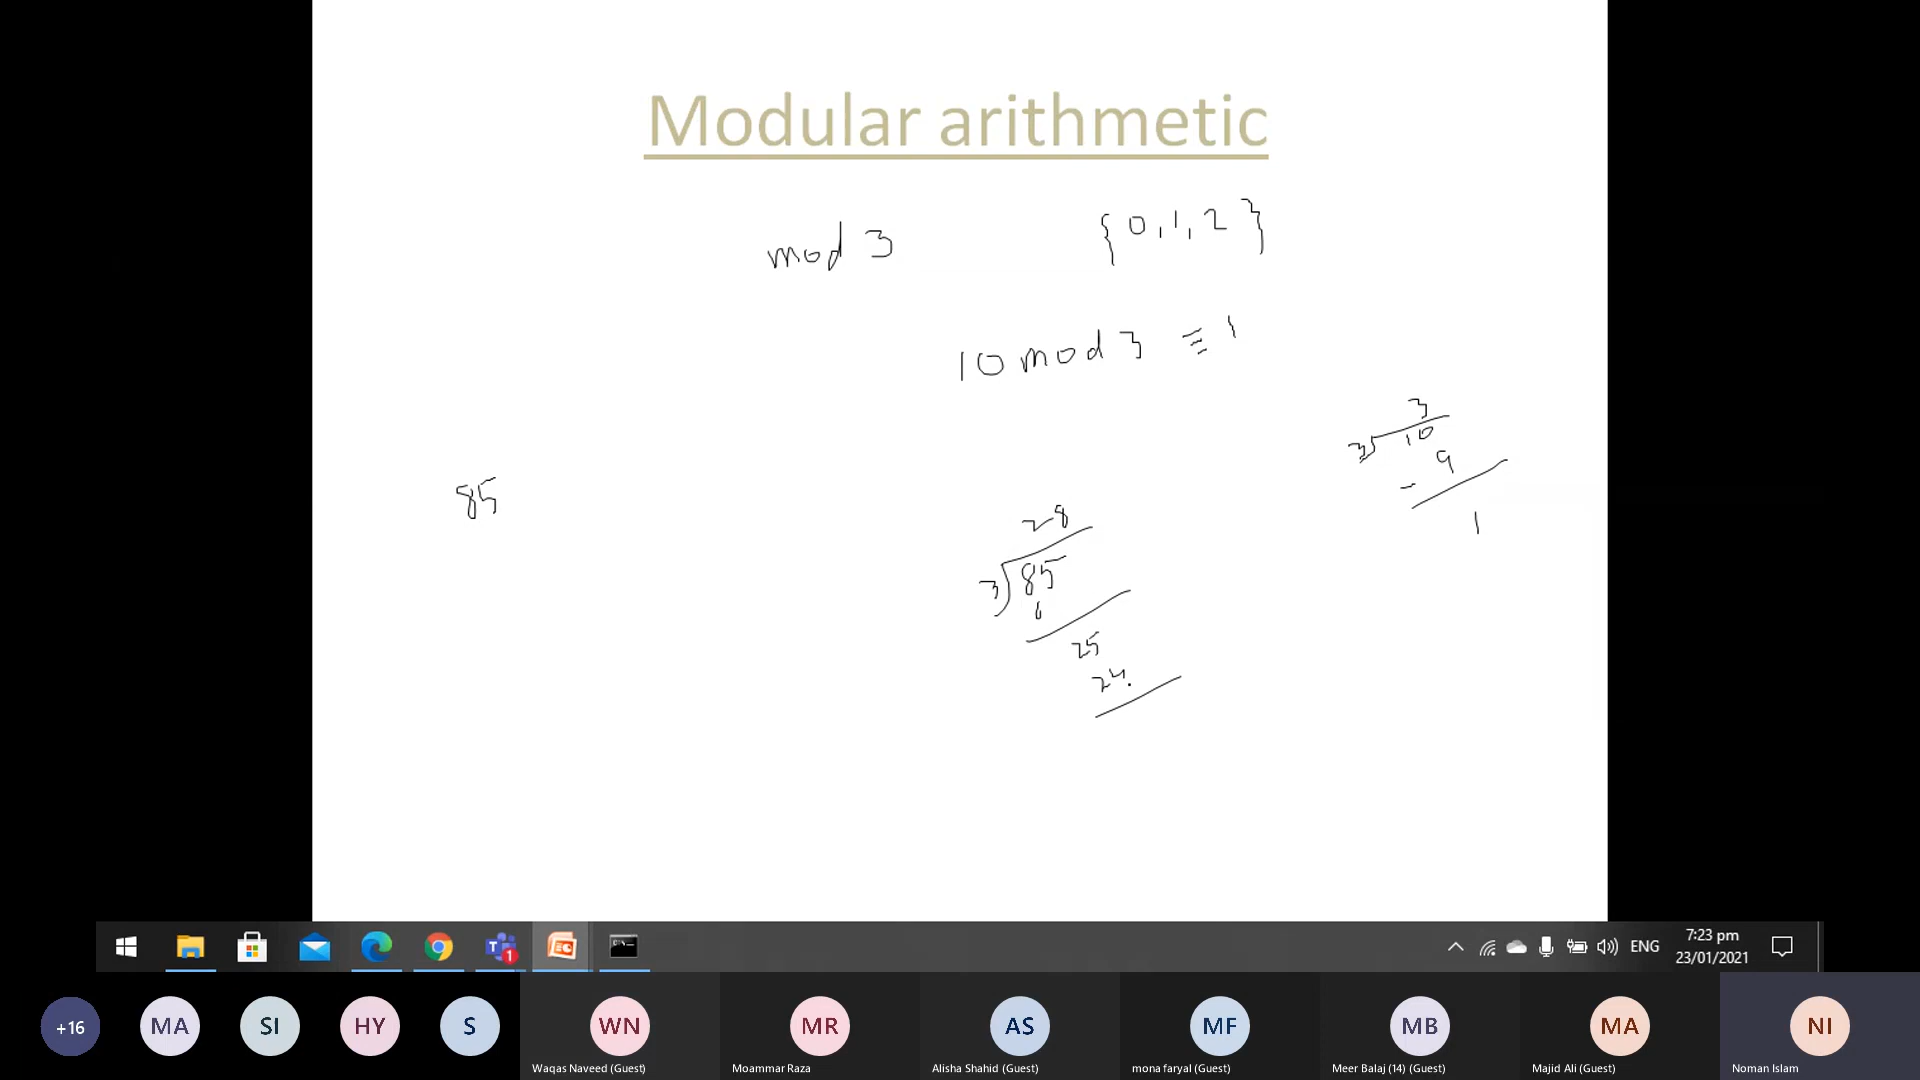 Modular arithmetic
mod 3 {0,1,2}
10 mod 3 ≡ 1
3
3 10
- 9
1
85
28
3 85
6
25
24
ENG
7:23 pm
23/01/2021
1
+16
MA
SI
HY
S
WN
MR
AS
MF
MB
MA
NI
Waqas Naveed (Guest)
Moammar Raza
Alisha Shahid (Guest)
mona faryal (Guest)
Meer Balaj (14) (Guest)
Majid Ali (Guest)
Noman Islam